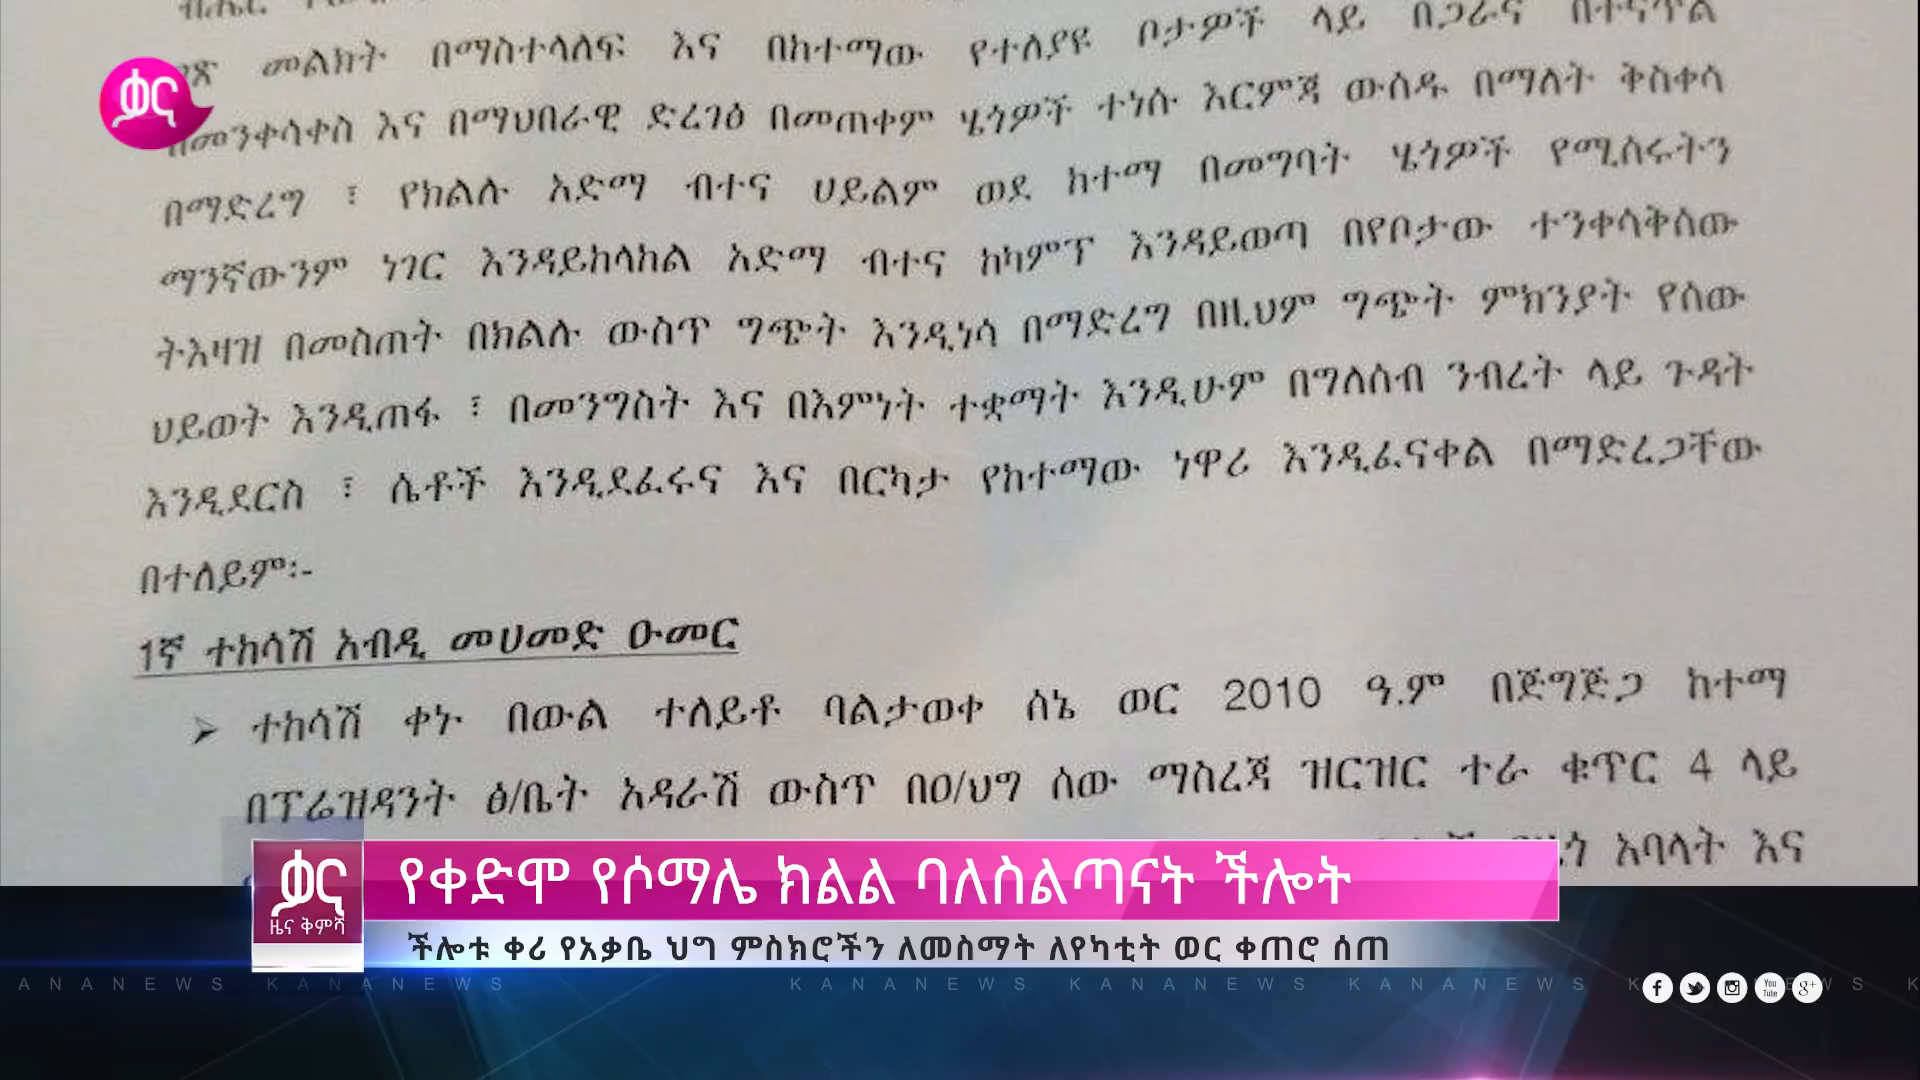 መልክት በማስተላለፍ እና በከተማው የተለያዩ ቦታዎች ላይ በጋራና በተናጥል
ቃና
በመንቀሳቀስ እና በማህበራዊ ድረገፅ በመጠቀም ሄጎዎች ተነሱ እርምጃ ውሰዱ በማለት ቅስቀሳ
በማድረግ ፣ የክልሉ አድማ ብተና ሀይልም ወደ ከተማ በመግባት ሄጎዎች የሚሰሩትን
ማንኛውንም ነገር እንዳይከላከል አድማ ብተና ከካምፕ እንዳይወጣ በየቦታው ተንቀሳቅሰው
ትእዛዝ በመስጠት በክልሉ ውስጥ ግጭት እንዲነሳ በማድረግ በዚህም ግጭት ምክንያት የሰው
ህይወት እንዲጠፋ ፣ በመንግስት እና በእምነት ተቋማት እንዲሁም በግለሰብ ንብረት ላይ ጉዳት
እንዲደርስ ፣ ሴቶች እንዲደፈሩና እና በርካታ የከተማው ነዋሪ እንዲፈናቀል በማድረጋቸው
በተለይም፡-
1ኛ ተከሳሽ አብዲ መሀመድ ዑመር
➢ ተከሳሽ ቀኑ በውል ተለይቶ ባልታወቀ ሰኔ ወር 2010 ዓ.ም በጅግጅጋ ከተማ
በፕሬዝዳንት ፅ/ቤት አዳራሽ ውስጥ በዐ/ህግ ሰው ማስረጃ ዝርዝር ተራ ቁጥር 4 ላይ
አባላት እና
ቃና
ዜና ቅምሻ
የቀድሞ የሶማሌ ክልል ባለስልጣናት ችሎት
ችሎቱ ቀሪ የአቃቤ ህግ ምስክሮችን ለመስማት ለየካቲት ወር ቀጠሮ ሰጠ
ANANEWS KANANEWS KANANEWS KANANEWS KANANEWS
f You Tube g+